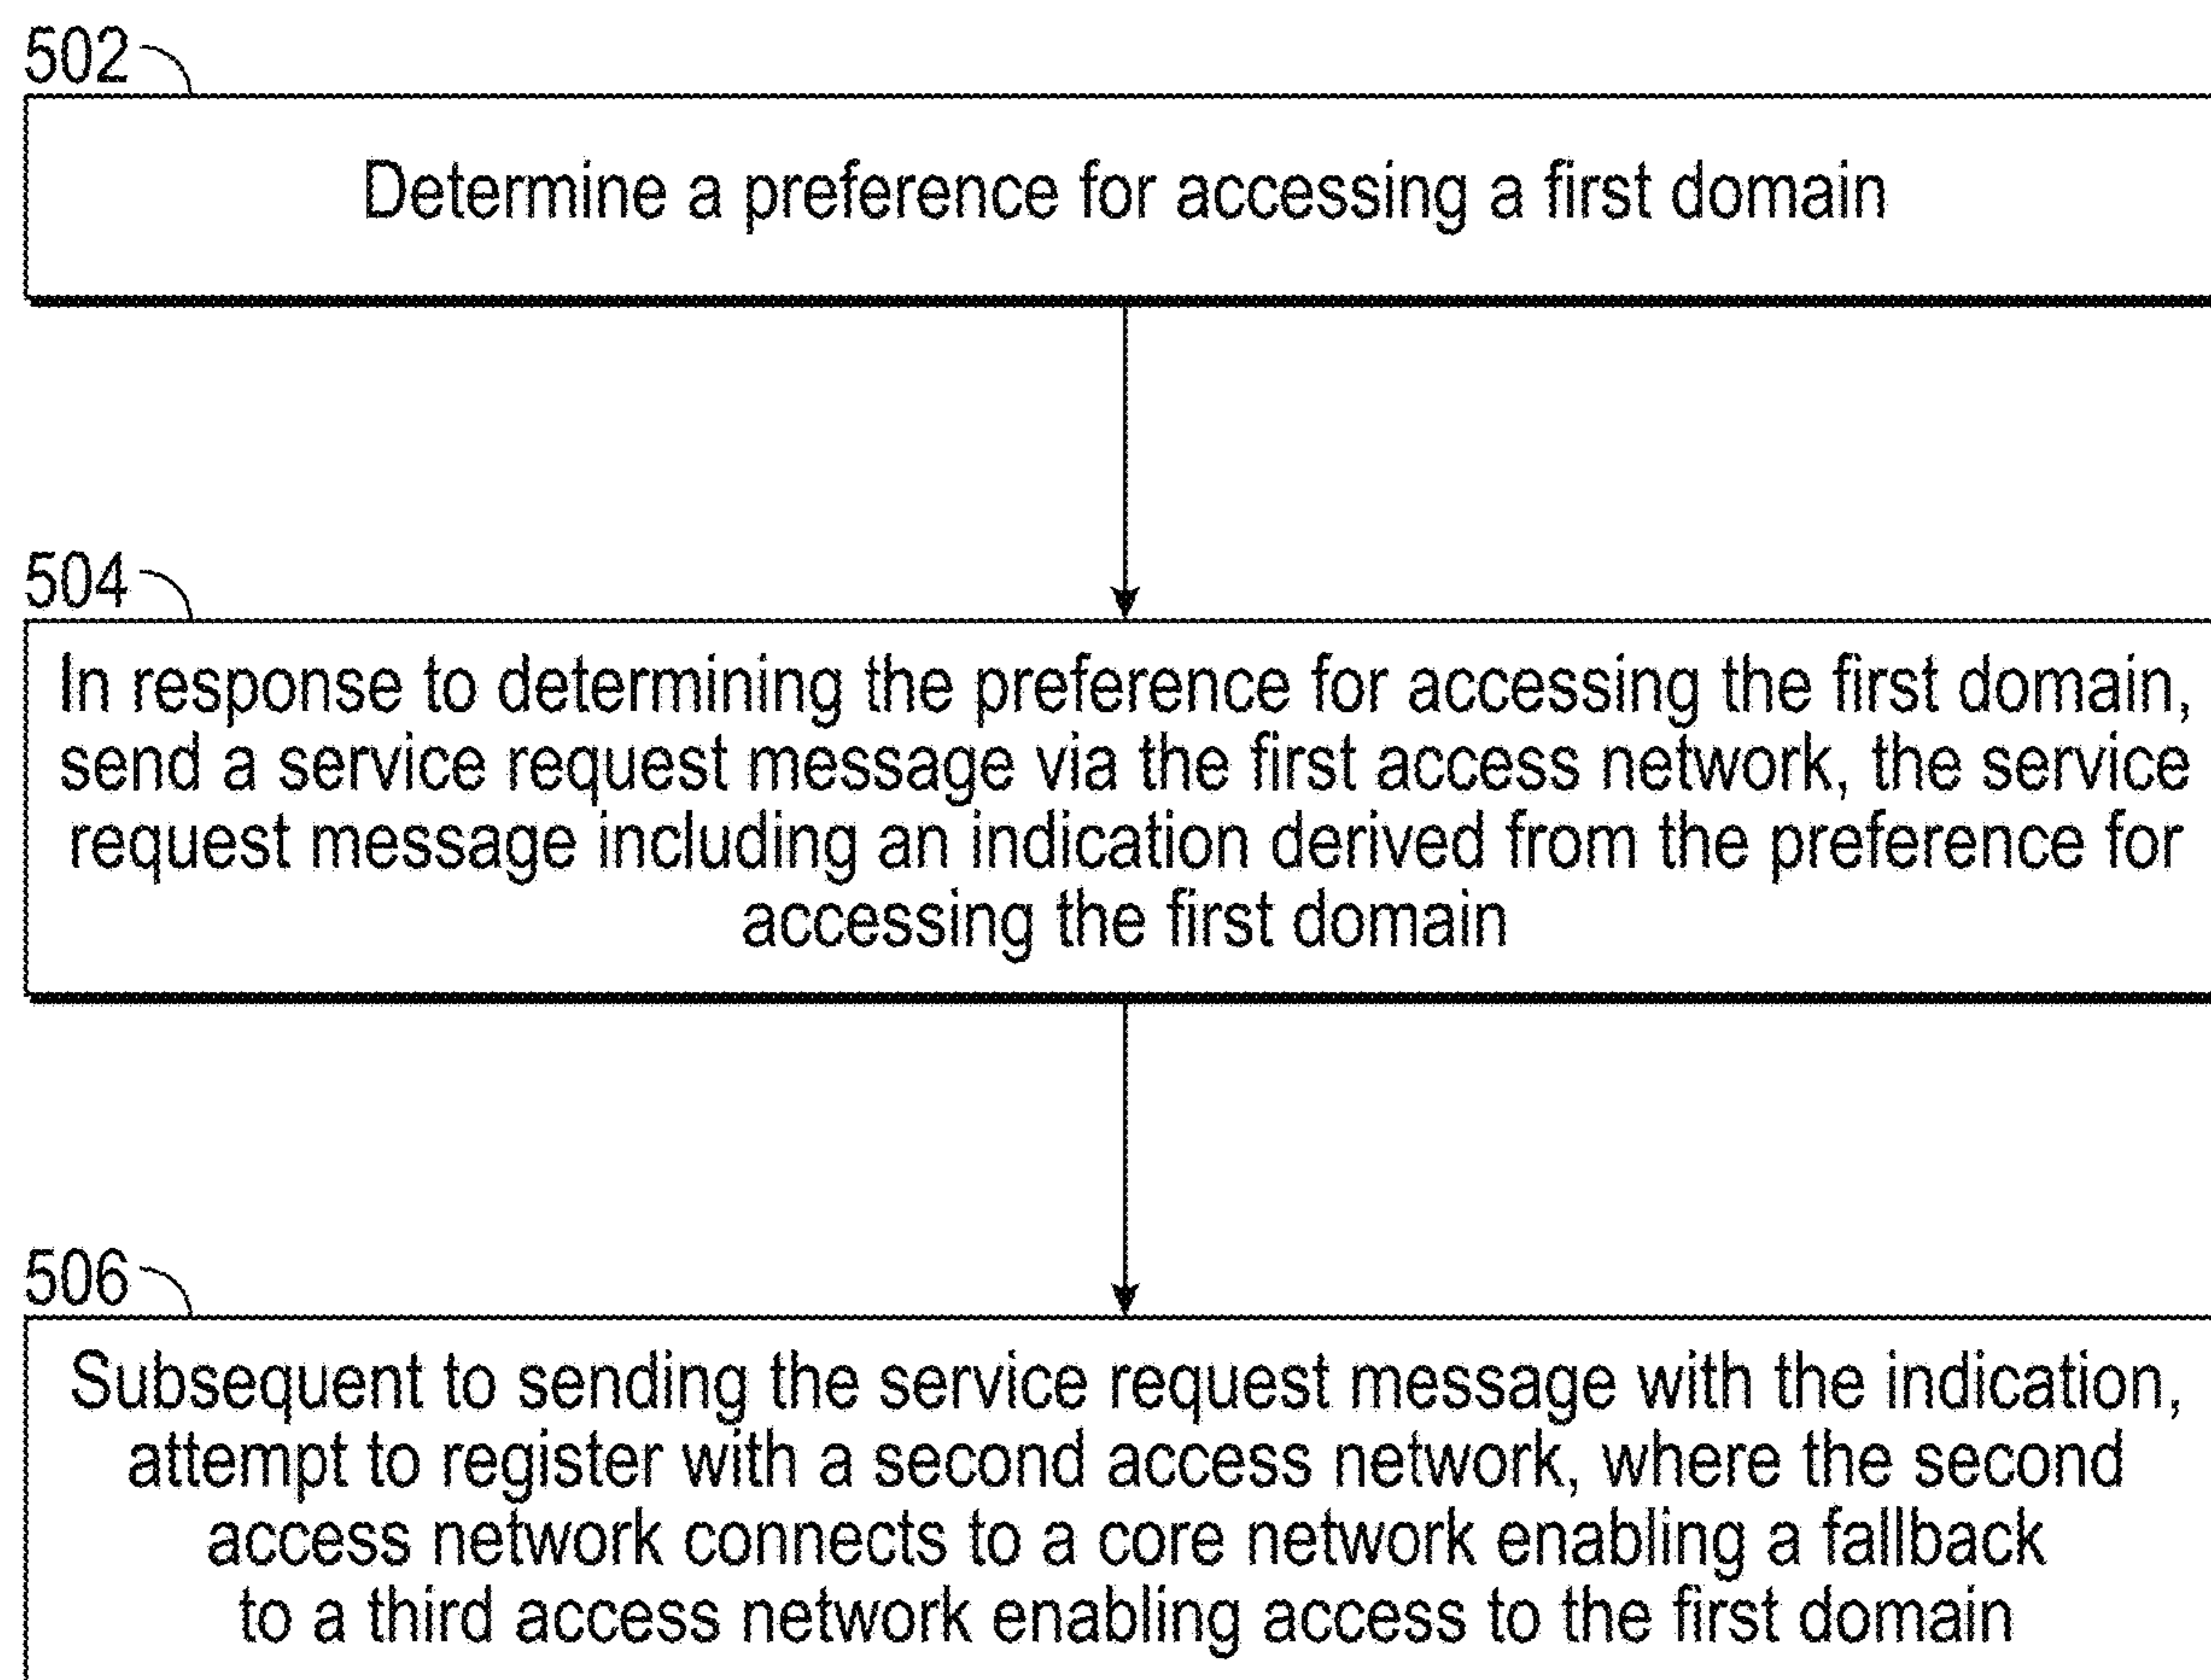 502
Determine a preference for accessing a first domain
504
In response to determining the preference for accessing the first domain,
send a service request message via the first access network, the service
request message including an indication derived from the preference for
accessing the first domain
506
Subsequent to sending the service request message with the indication,
attempt to register with a second access network, where the second
access network connects to a core network enabling a fallback
to a third access network enabling access to the first domain